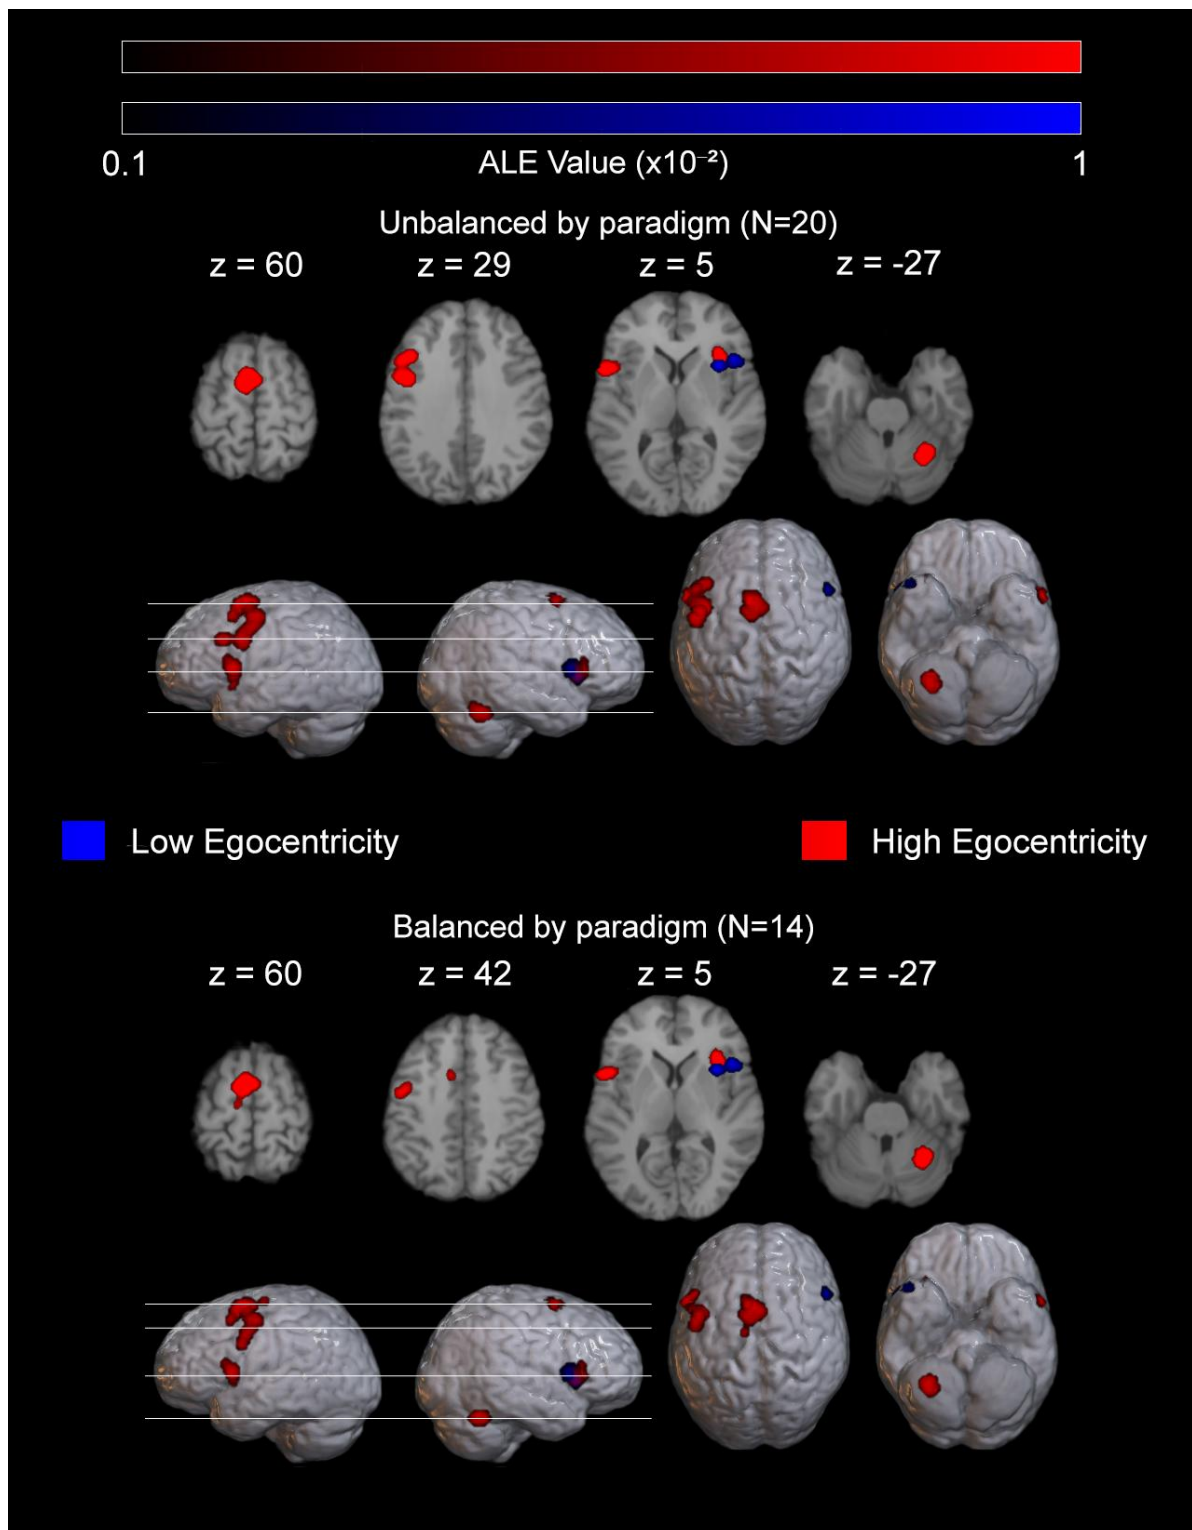 0.1 ALE Value (x10⁻²) 1
Unbalanced by paradigm (N=20)
z = 60 z = 29 z = 5 z = -27
Low Egocentricity High Egocentricity
Balanced by paradigm (N=14)
z = 60 z = 42 z = 5 z = -27